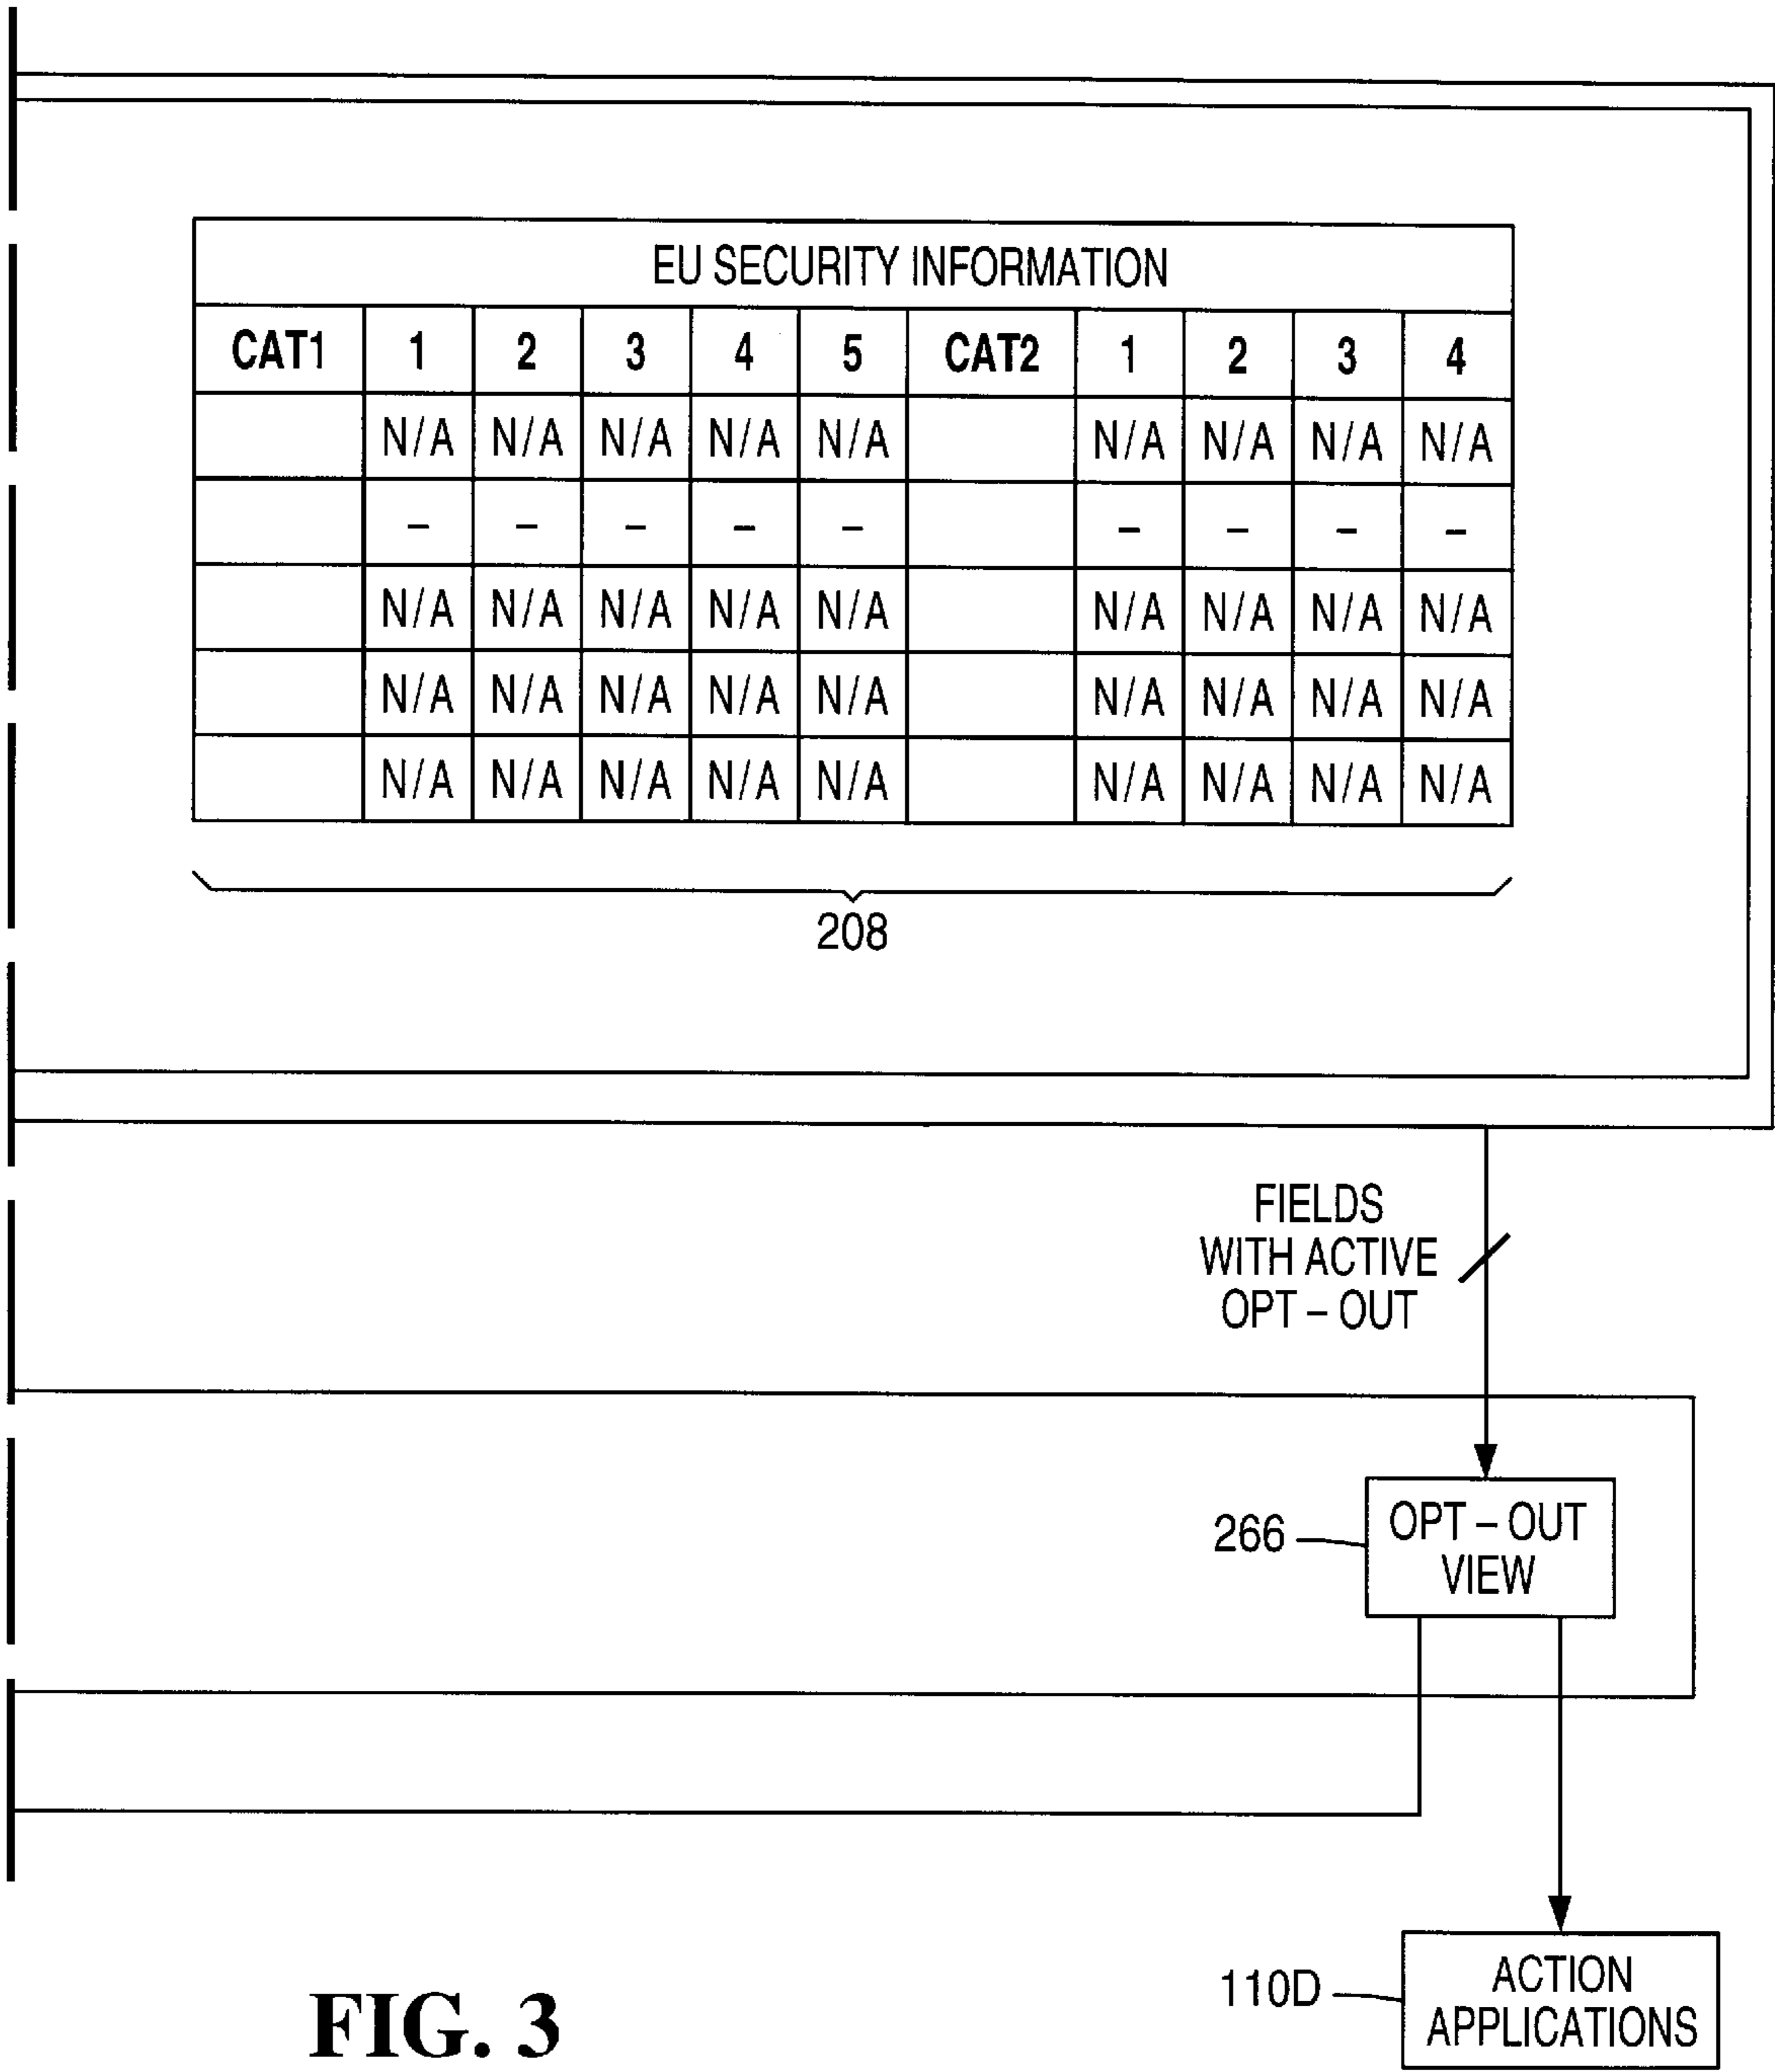 EU SECURITY INFORMATION
CAT1 1 2 3 4 5 CAT2 1 2 3 4
N/A N/A N/A N/A N/A N/A N/A N/A N/A
– – – – – – – – –
N/A N/A N/A N/A N/A N/A N/A N/A N/A
N/A N/A N/A N/A N/A N/A N/A N/A N/A
N/A N/A N/A N/A N/A N/A N/A N/A N/A
208
FIELDS
WITH ACTIVE
OPT – OUT
266
OPT – OUT
VIEW
110D
ACTION
APPLICATIONS
FIG. 3